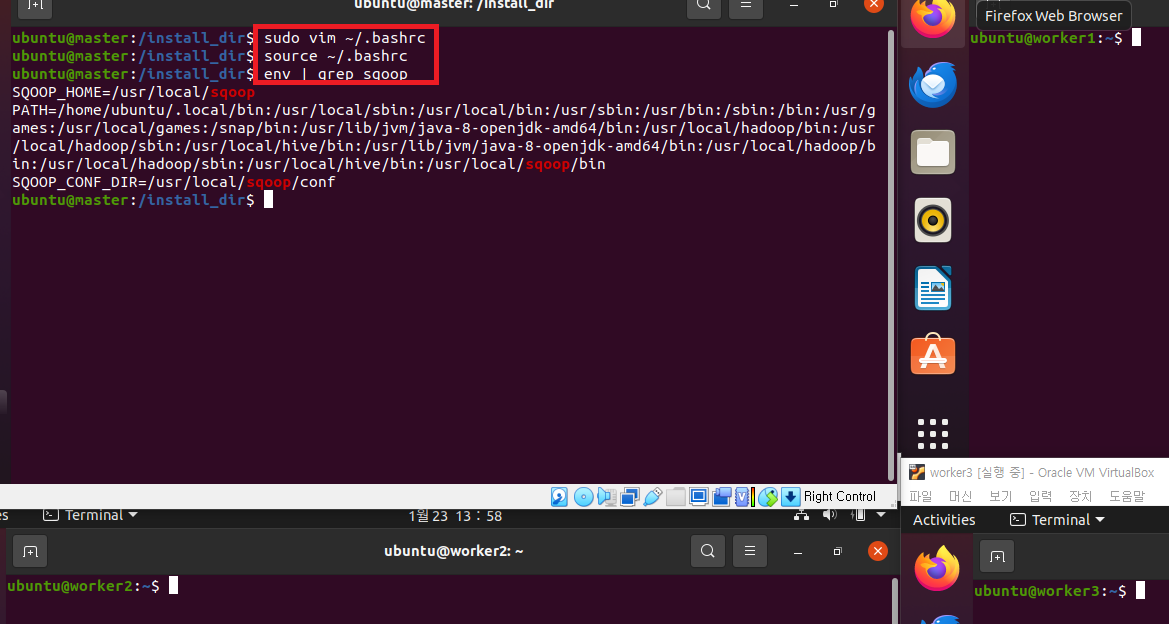 ubuntu@master: /install_dir
ubuntu@master:/install_dir$ sudo vim ~/.bashrc
ubuntu@master:/install_dir$ source ~/.bashrc
ubuntu@master:/install_dir$ env | grep sqoop
SQOOP_HOME=/usr/local/sqoop
PATH=/home/ubuntu/.local/bin:/usr/local/sbin:/usr/local/bin:/usr/sbin:/usr/bin:/sbin:/bin:/usr/g
ames:/usr/local/games:/snap/bin:/usr/lib/jvm/java-8-openjdk-amd64/bin:/usr/local/hadoop/bin:/usr
/local/hadoop/sbin:/usr/local/hive/bin:/usr/lib/jvm/java-8-openjdk-amd64/bin:/usr/local/hadoop/b
in:/usr/local/hadoop/sbin:/usr/local/hive/bin:/usr/local/sqoop/bin
SQOOP_CONF_DIR=/usr/local/sqoop/conf
ubuntu@master:/install_dir$
Right Control
Firefox Web Browser
ubuntu@worker1:~$
s Terminal
1월 23 13 : 58
ubuntu@worker2: ~
ubuntu@worker2:~$
worker3 [실행 중] - Oracle VM VirtualBox
파일 머신 보기 입력 장치 도움말
Activities Terminal
ubuntu@worker3:~$